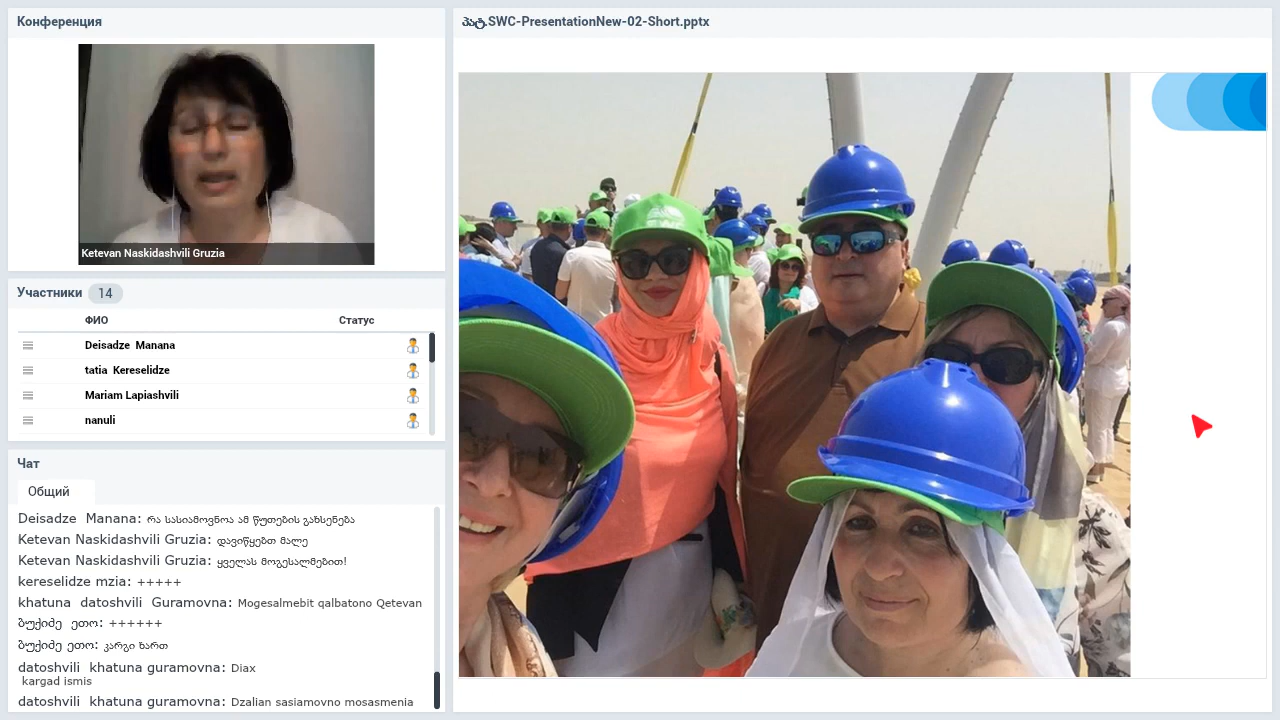 Конференция
Ketevan Naskidashvili Gruzia
Участники 14
ФИО Статус
Deisadze Manana
tatia Kereselidze
Mariam Lapiashvili
nanuli
Чат
Общий
Deisadze Manana: რა სასიამოვნოა ამ წუთების გახსენება
Ketevan Naskidashvili Gruzia: დავიწყებთ მალე
Ketevan Naskidashvili Gruzia: ყველას მოგესალმებით!
kereselidze mzia: +++++
khatuna datoshvili Guramovna: Mogesalmebit qalbatono Qetevan
ბუქიძე ეთო: ++++++
ბუქიძე ეთო: კარგი ხართ
datoshvili khatuna guramovna: Diax
kargad ismis
datoshvili khatuna guramovna: Dzalian sasiamovno mosasmenia
პატ.SWC-PresentationNew-02-Short.pptx